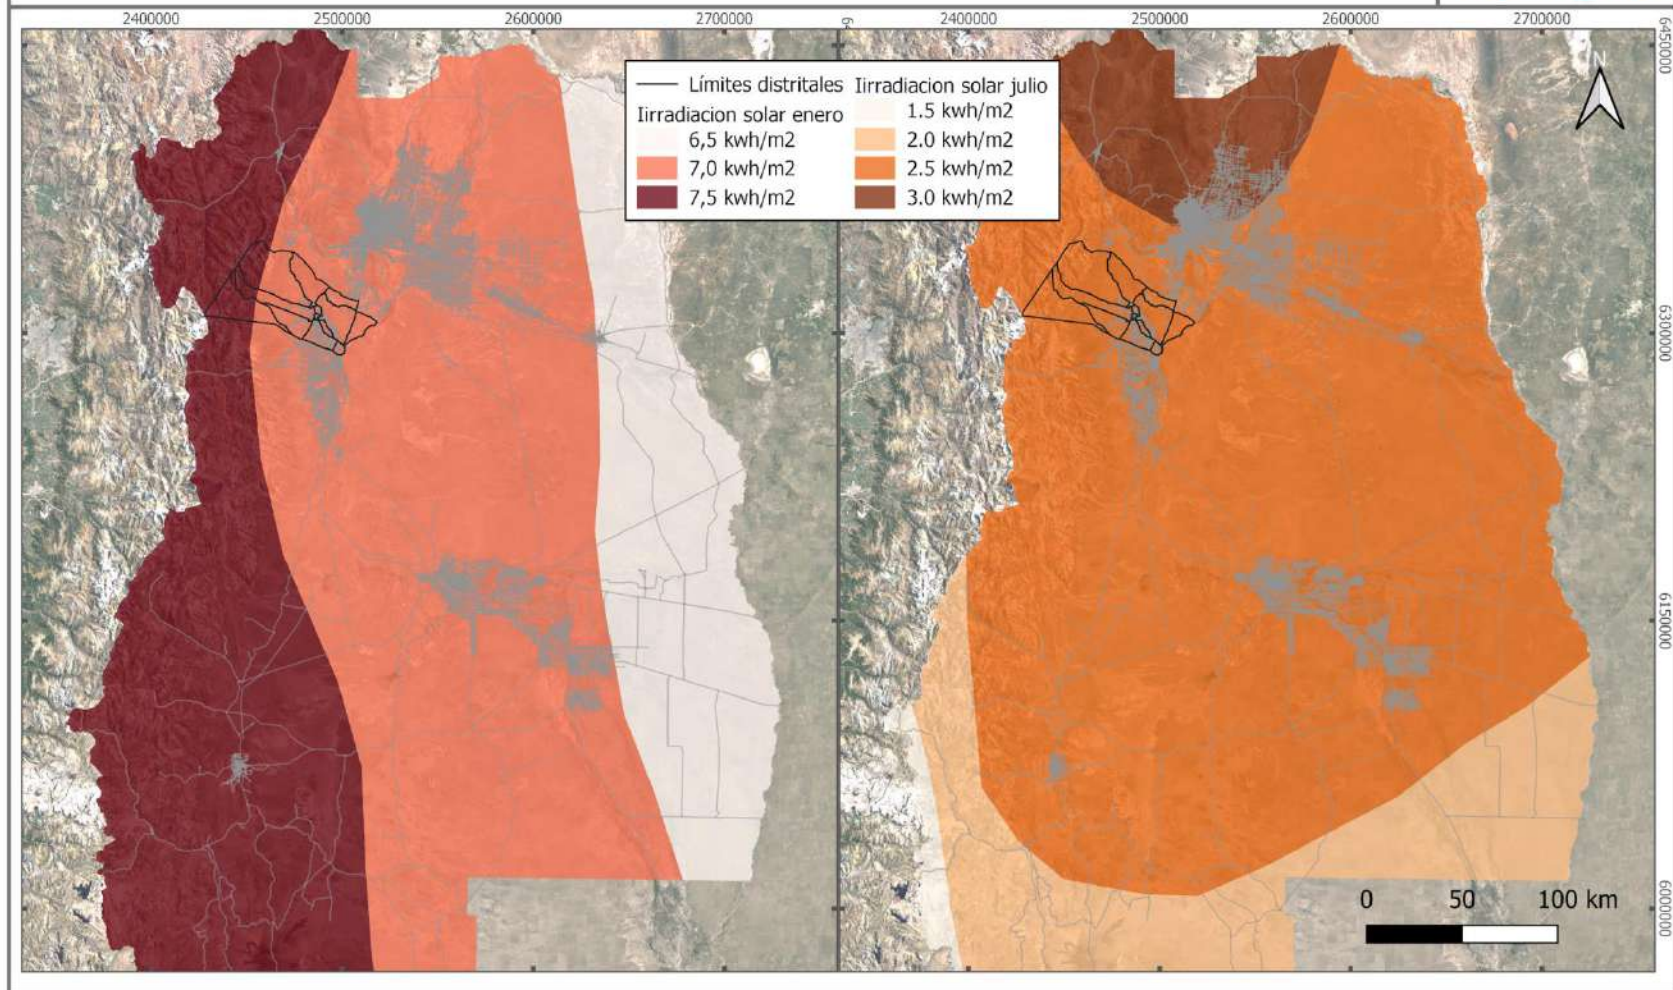 2400000 2500000 2600000 2700000 2400000 2500000 2600000 2700000
6450000
N
Límites distritales
Iirradiacion solar enero
6,5 kwh/m2
7,0 kwh/m2
7,5 kwh/m2
Iirradiacion solar julio
1.5 kwh/m2
2.0 kwh/m2
2.5 kwh/m2
3.0 kwh/m2
6300000
6150000
6000000
0 50 100 km